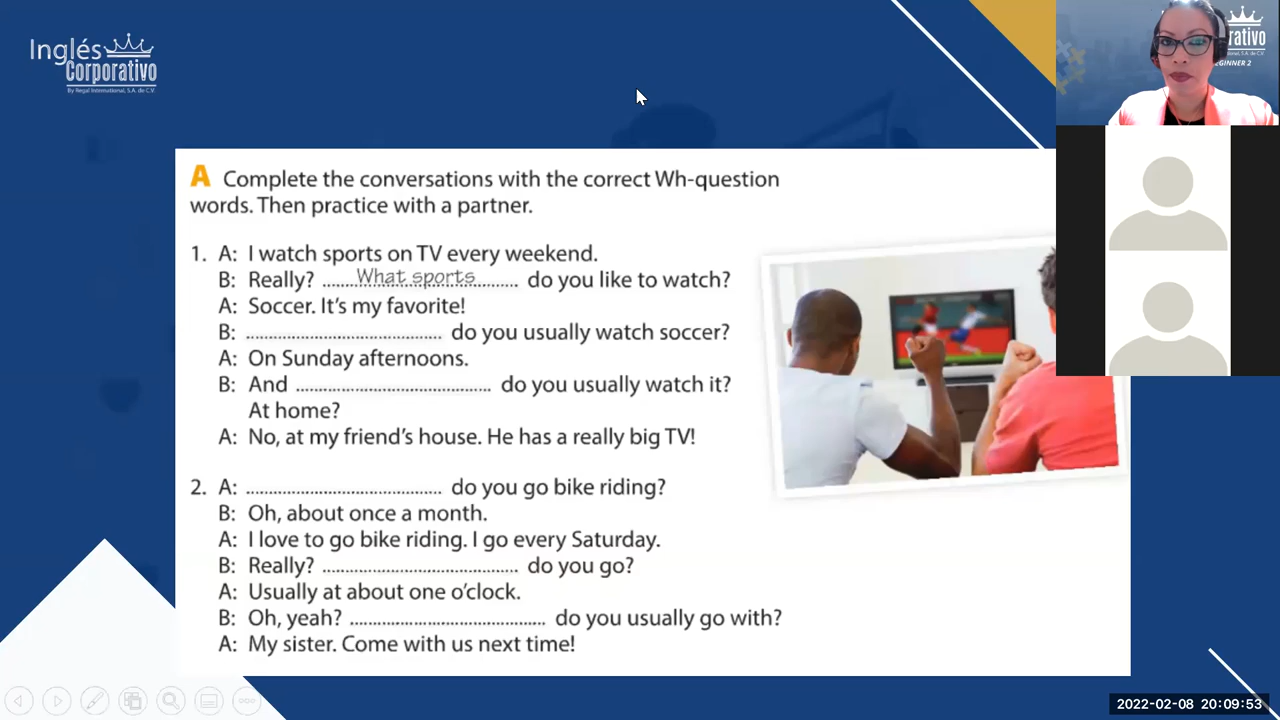 Inglés
Corporativo
By Regal International, S.A. de C.V.
rativo
nal, S.A. de C.V.
EGINNER 2
A Complete the conversations with the correct Wh-question
words. Then practice with a partner.
1. A: I watch sports on TV every weekend.
B: Really? What sports do you like to watch?
A: Soccer. It's my favorite!
B: ........................................ do you usually watch soccer?
A: On Sunday afternoons.
B: And ........................................ do you usually watch it?
At home?
A: No, at my friend's house. He has a really big TV!
2. A: ........................................ do you go bike riding?
B: Oh, about once a month.
A: I love to go bike riding. I go every Saturday.
B: Really? ........................................ do you go?
A: Usually at about one o'clock.
B: Oh, yeah? ........................................ do you usually go with?
A: My sister. Come with us next time!
2022-02-08 20:09:53